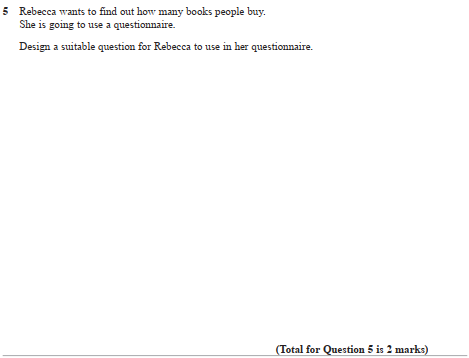 5 Rebecca wants to find out how many books people buy.
She is going to use a questionnaire.
Design a suitable question for Rebecca to use in her questionnaire.
(Total for Question 5 is 2 marks)